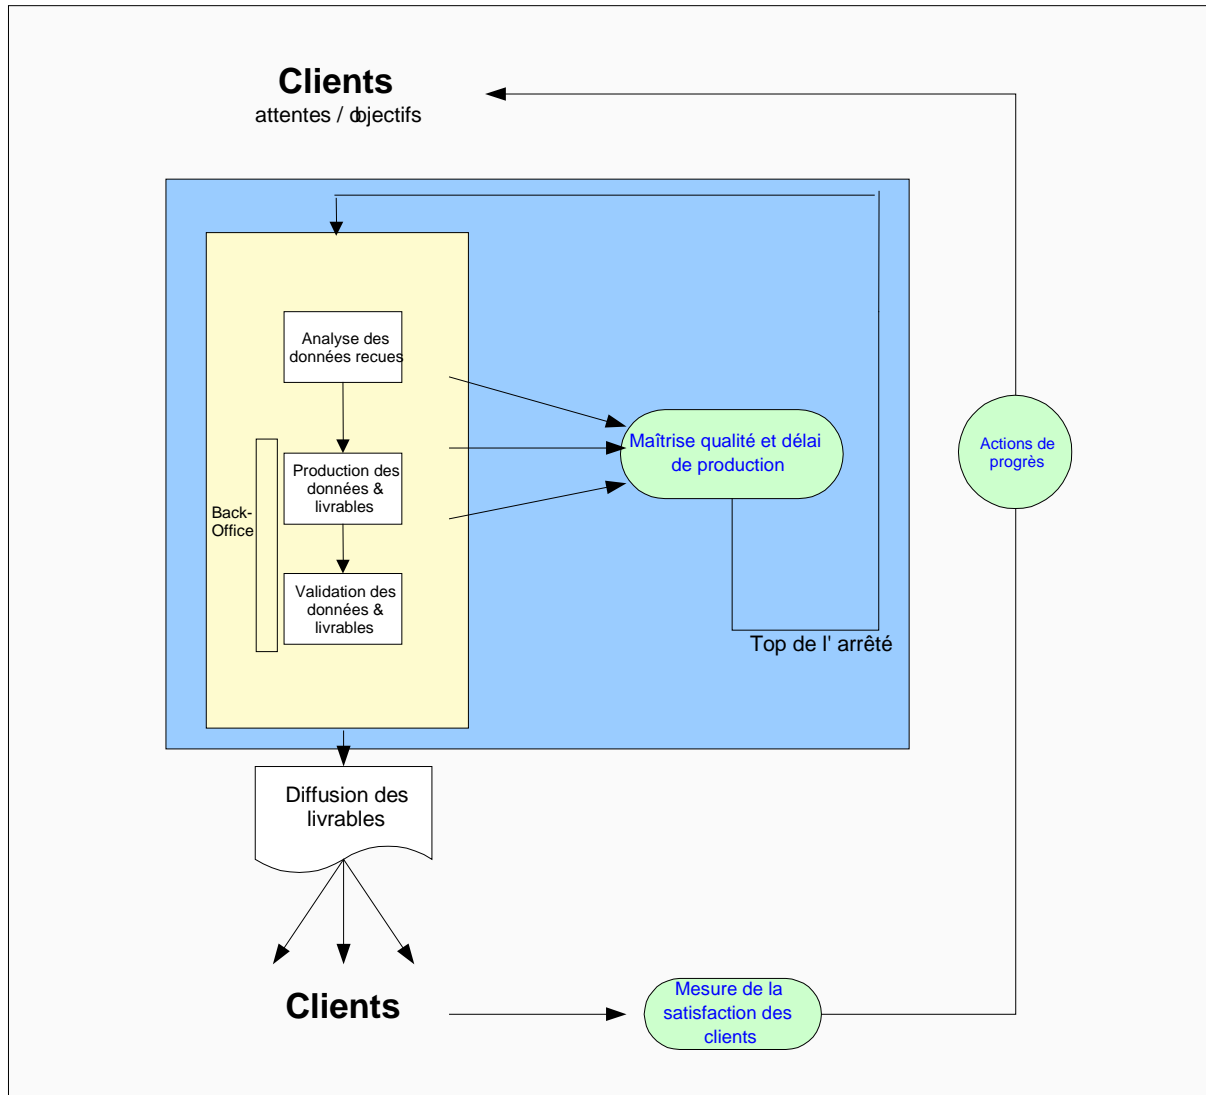 Clients
attentes / objectifs
Analyse des
données recues
Maîtrise qualité et délai
de production
Actions de
progrès
Production des
données &
livrables
Back-
Office
Validation des
données &
livrables
Top de l' arrêté
Diffusion des
livrables
Clients
Mesure de la
satisfaction des
clients